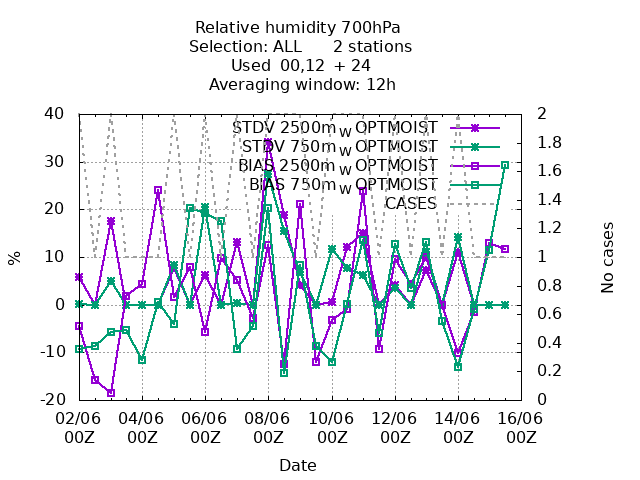 Relative humidity 700hPa
Selection: ALL 2 stations
Used 00,12 + 24
Averaging window: 12h
STDV 2500m W OPTMOIST
STDV 750m W OPTMOIST
BIAS 2500m W OPTMOIST
BIAS 750m W OPTMOIST
CASES
40
30
20
10
0
-10
-20
%
2
1.8
1.6
1.4
1.2
1
0.8
0.6
0.4
0.2
0
No cases
02/06 04/06 06/06 08/06 10/06 12/06 14/06 16/06
00Z 00Z 00Z 00Z 00Z 00Z 00Z 00Z
Date